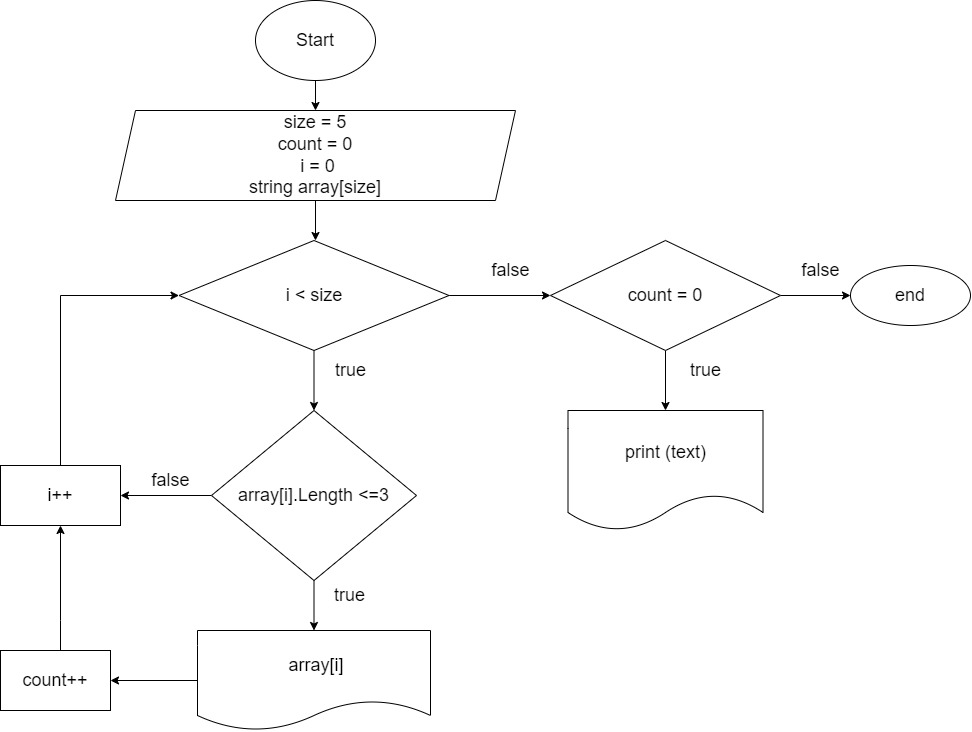 Start
size = 5
count = 0
i = 0
string array[size]
i < size
false
count = 0
false
end
true
true
print (text)
array[i].Length <=3
false
i++
true
array[i]
count++